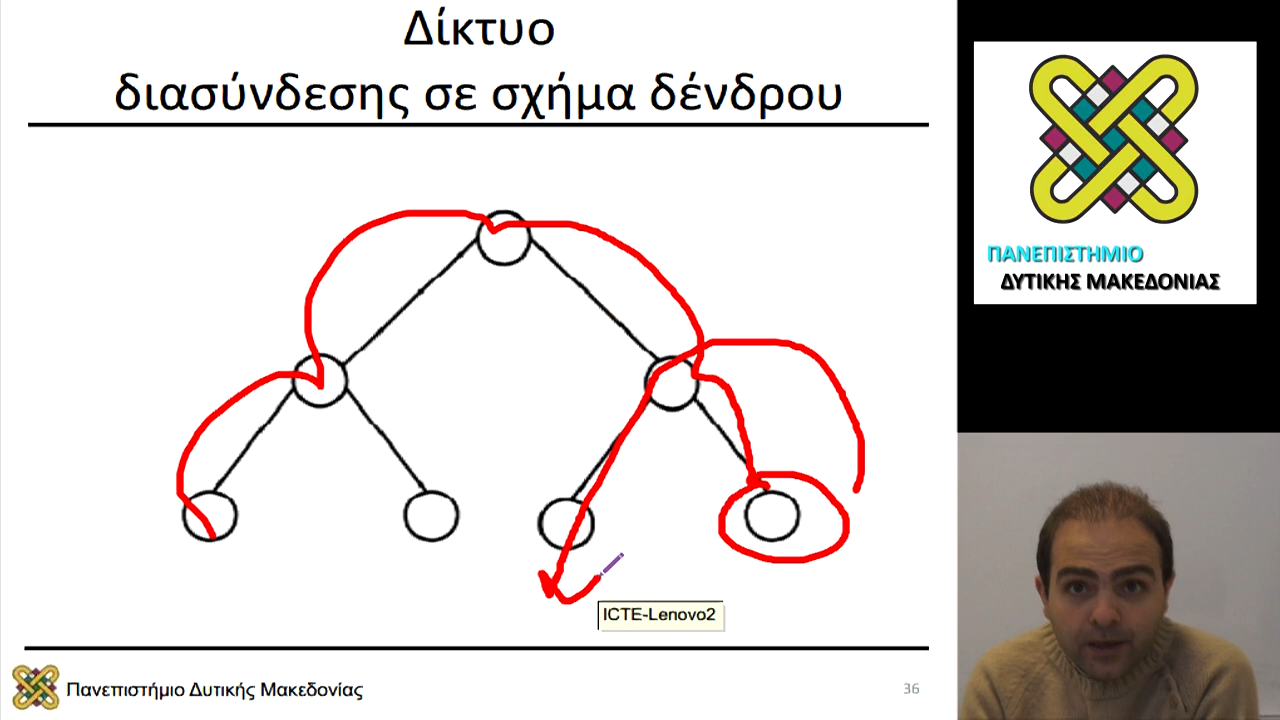 Δίκτυο
διασύνδεσης σε σχήμα δένδρου
ΠΑΝΕΠΙΣΤΗΜΙΟ
ΔΥΤΙΚΗΣ ΜΑΚΕΔΟΝΙΑΣ
ICTE-Lenovo2
Πανεπιστήμιο Δυτικής Μακεδονίας
36